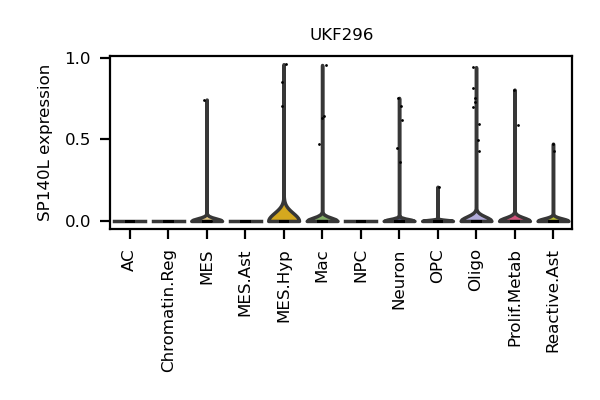 UKF296
SP140L expression
1.0
0.5
0.0
AC
Chromatin.Reg
MES
MES.Ast
MES.Hyp
Mac
NPC
Neuron
OPC
Oligo
Prolif.Metab
Reactive.Ast